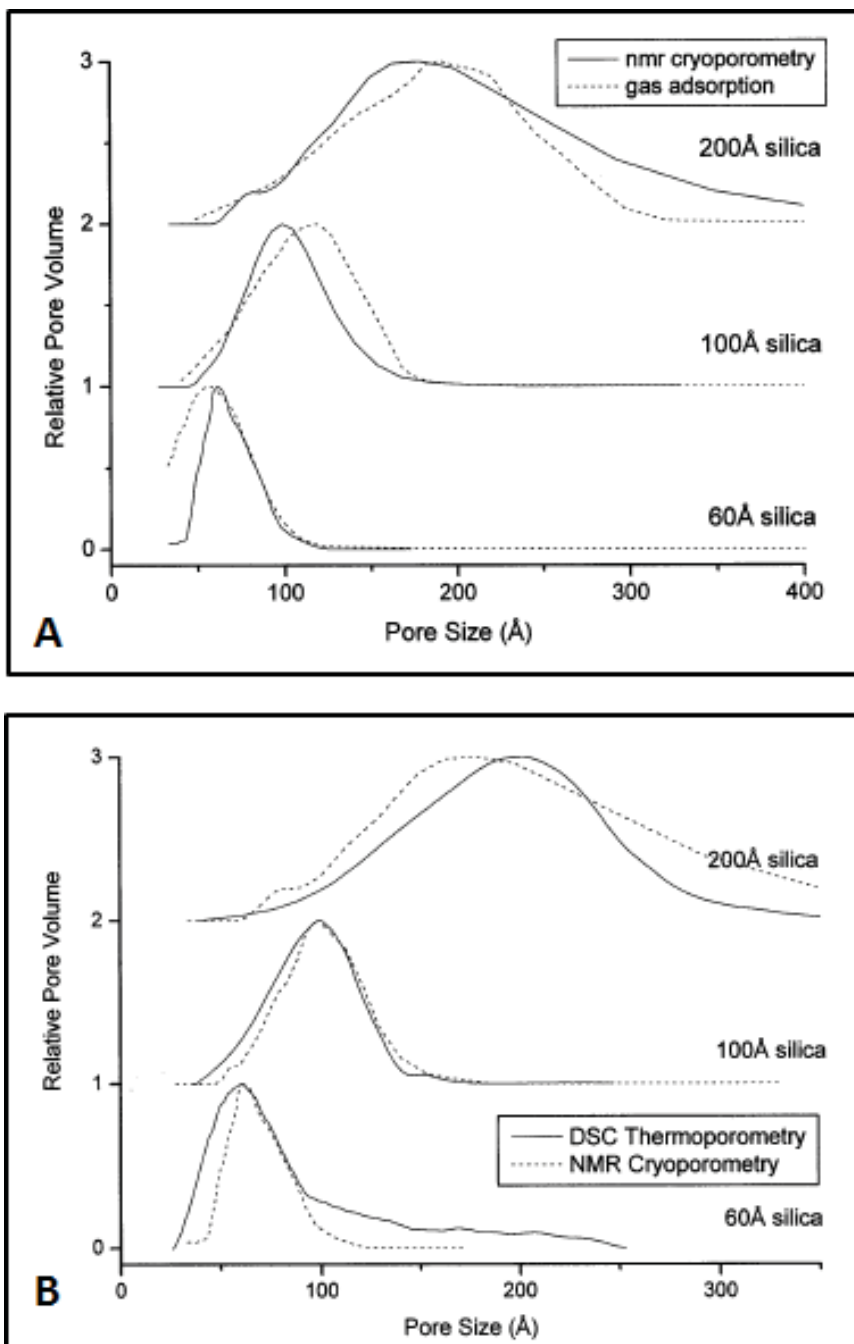 3
nmr cryoporometry
gas adsorption
200Å silica
2
Relative Pore Volume
100Å silica
1
60Å silica
0
0
100
200
300
400
Pore Size (Å)
A
3
200Å silica
2
Relative Pore Volume
100Å silica
1
DSC Thermoporometry
NMR Cryoporometry
60Å silica
0
0
100
200
300
Pore Size (Å)
B